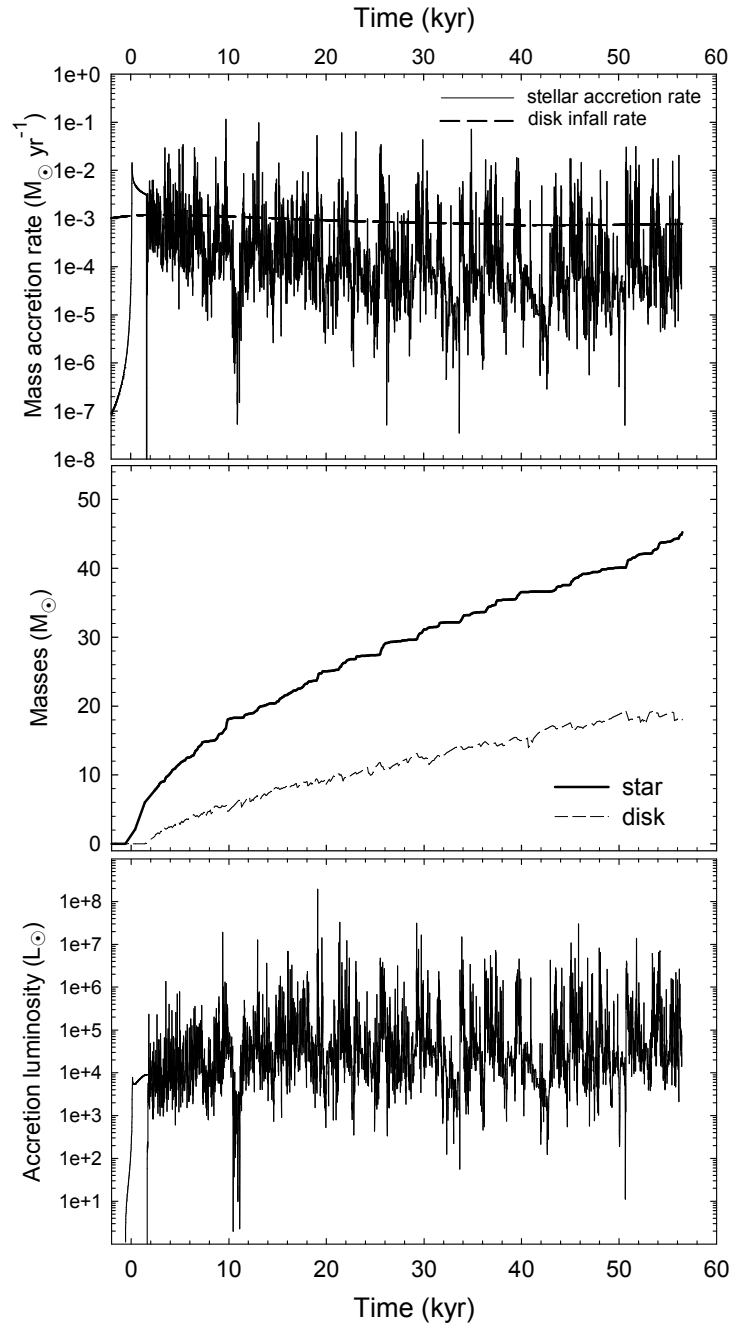 Time (kyr)
0 10 20 30 40 50 60
1e+0
1e-1
1e-2
1e-3
1e-4
1e-5
1e-6
1e-7
1e-8
Mass accretion rate (M☉ yr⁻¹)
stellar accretion rate
disk infall rate
50
40
30
20
10
0
Masses (M☉)
star
disk
1e+8
1e+7
1e+6
1e+5
1e+4
1e+3
1e+2
1e+1
Accretion luminosity (L☉)
0 10 20 30 40 50 60
Time (kyr)